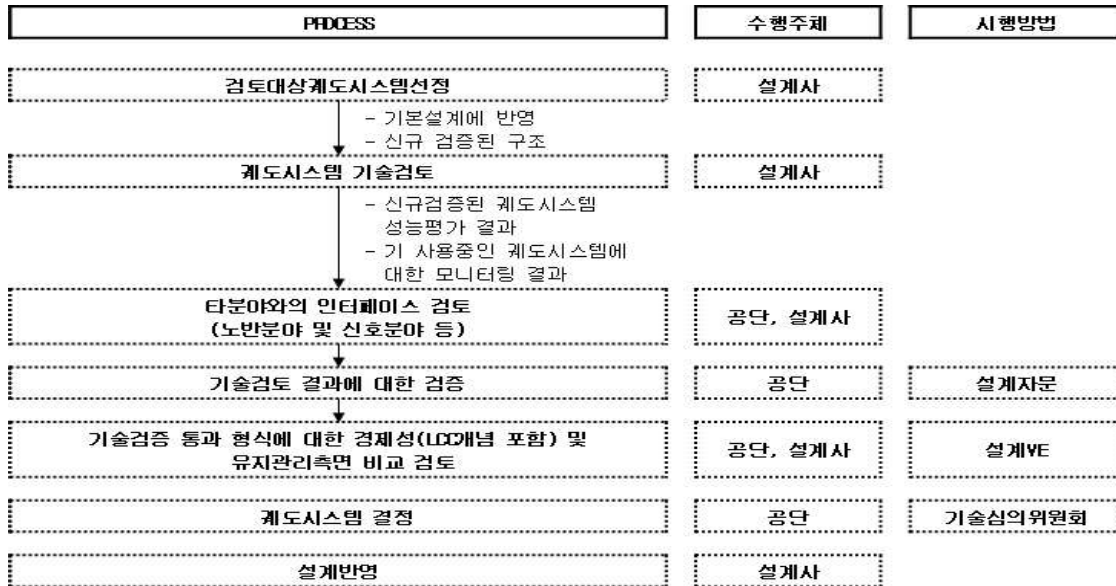 PROCESS 수행주체 시행방법
검토대상궤도시스템선정 설계사
- 기본설계에 반영
- 신규 검증된 구조
궤도시스템 기술검토 설계사
- 신규검증된 궤도시스템
성능평가 결과
- 기 사용중인 궤도시스템에
대한 모니터링 결과
타분야와의 인터페이스 검토
(노반분야 및 신호분야 등)
공단, 설계사
기술검토 결과에 대한 검증 공단 설계자문
기술검증 통과 형식에 대한 경제성(LCC개념 포함) 및
유지관리측면 비교 검토
공단, 설계사 설계VE
궤도시스템 결정 공단 기술심의위원회
설계반영 설계사